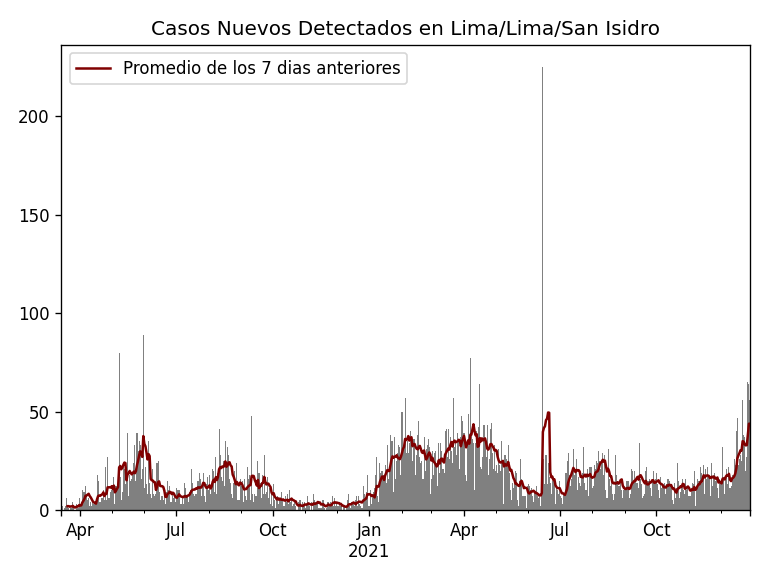 Casos Nuevos Detectados en Lima/Lima/San Isidro
Promedio de los 7 dias anteriores
200
150
100
50
0
Apr Jul Oct Jan Apr Jul Oct
2021